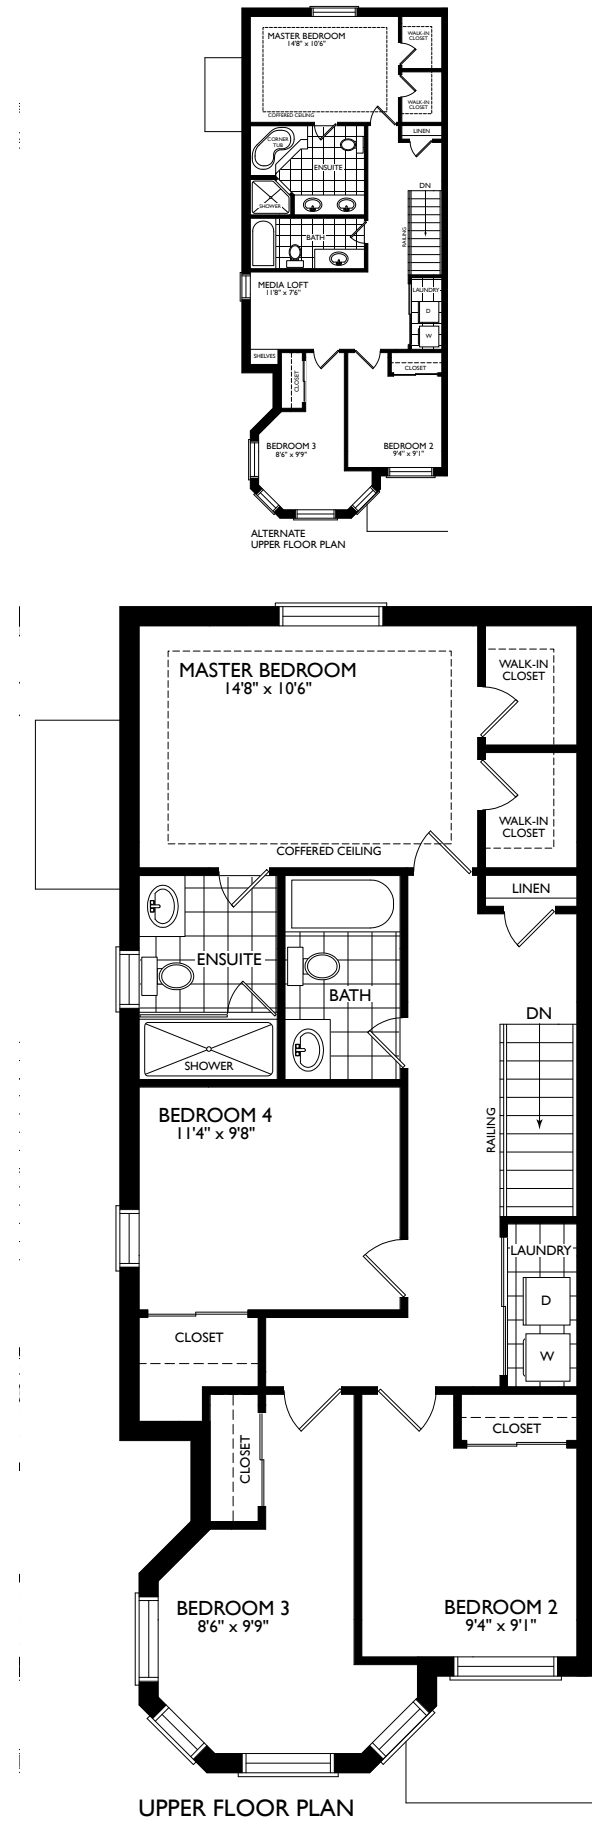 MASTER BEDROOM
14'8" x 10'6"
WALK-IN
CLOSET
WALK-IN
CLOSET
COFFERED CEILING
LINEN
CORNER
TUB
ENSUITE
SHOWER
DN
BATH
RAILING
MEDIA LOFT
11'8" x 7'6"
LAUNDRY
D
W
SHELVES
CLOSET
CLOSET
BEDROOM 3
8'6" x 9'9"
BEDROOM 2
9'4" x 9'1"
ALTERNATE
UPPER FLOOR PLAN
MASTER BEDROOM
14'8" x 10'6"
WALK-IN
CLOSET
WALK-IN
CLOSET
COFFERED CEILING
LINEN
ENSUITE
BATH
DN
SHOWER
BEDROOM 4
11'4" x 9'8"
RAILING
LAUNDRY
D
W
CLOSET
CLOSET
CLOSET
BEDROOM 3
8'6" x 9'9"
BEDROOM 2
9'4" x 9'1"
UPPER FLOOR PLAN